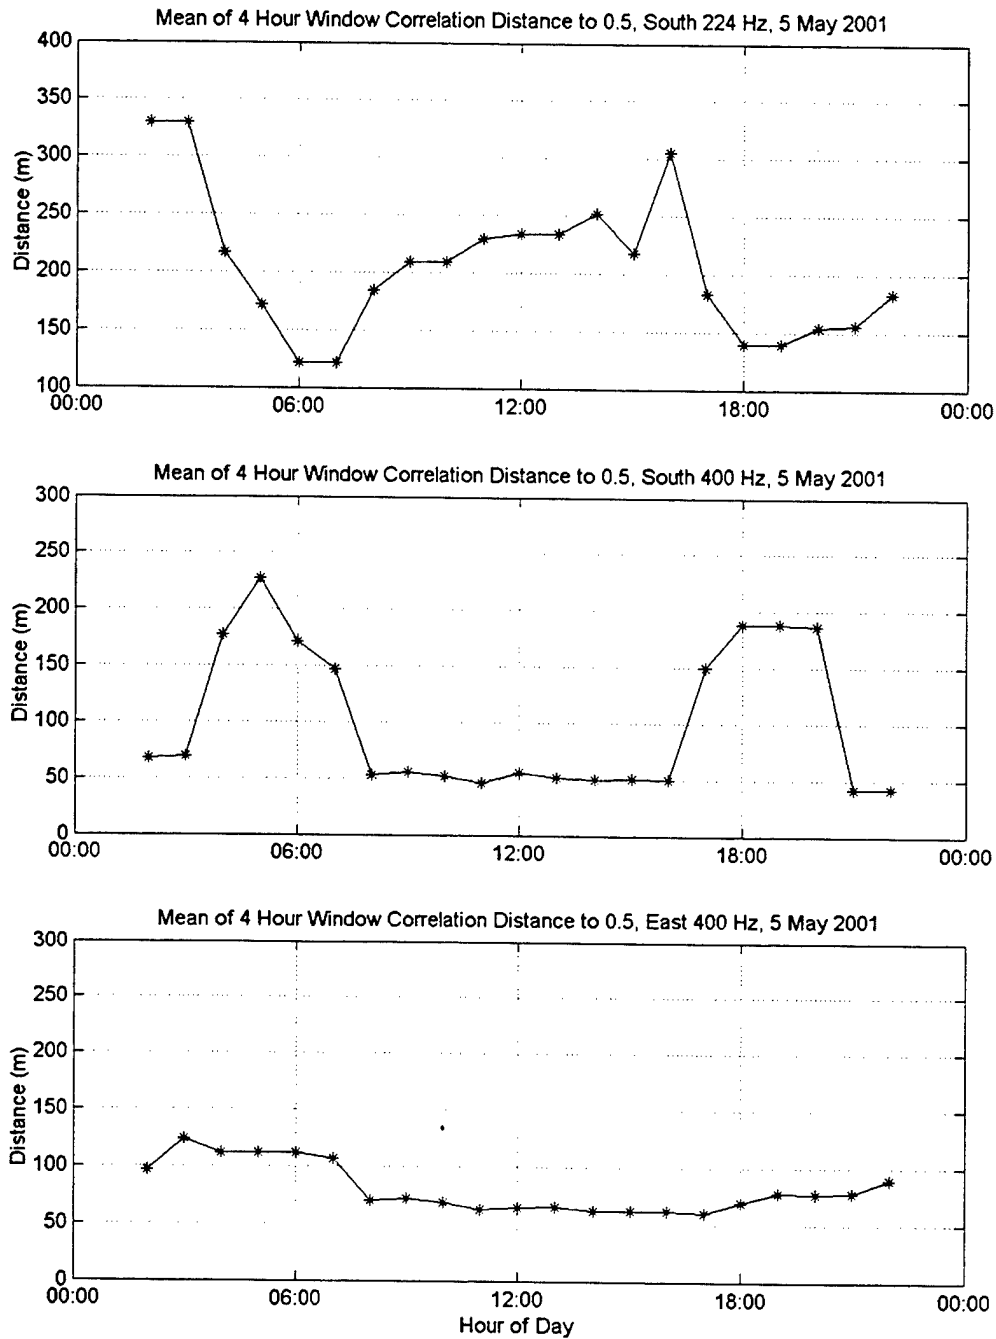 Mean of 4 Hour Window Correlation Distance to 0.5, South 224 Hz, 5 May 2001
400
350
300
250
200
150
100
Distance (m)
00:00 06:00 12:00 18:00 00:00
Mean of 4 Hour Window Correlation Distance to 0.5, South 400 Hz, 5 May 2001
300
250
200
150
100
50
0
Distance (m)
00:00 06:00 12:00 18:00 00:00
Mean of 4 Hour Window Correlation Distance to 0.5, East 400 Hz, 5 May 2001
300
250
200
150
100
50
0
Distance (m)
00:00 06:00 12:00 18:00 00:00
Hour of Day